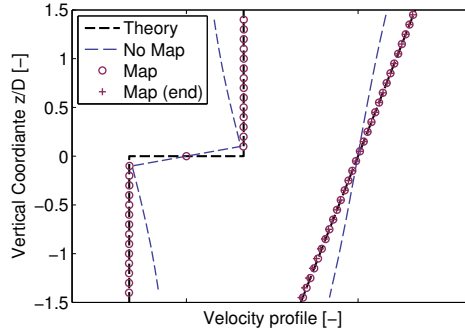 1.5
1
0.5
0
−0.5
−1
−1.5
Vertical Coordiante z/D [-]
Theory
No Map
Map
Map (end)
Velocity profile [-]